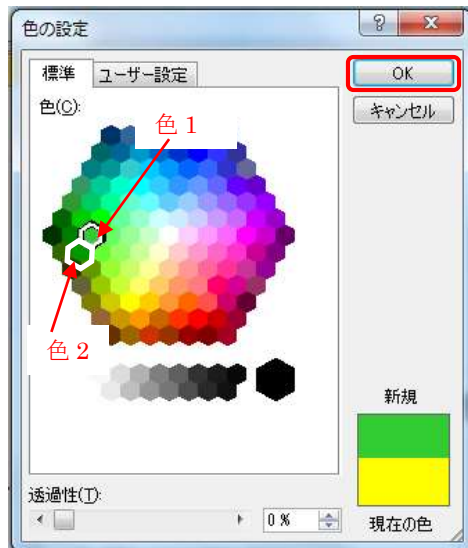 色の設定
標準
ユーザー設定
OK
色(C):
キャンセル
色 1
色 2
新規
透過性(T):
0 %
現在の色